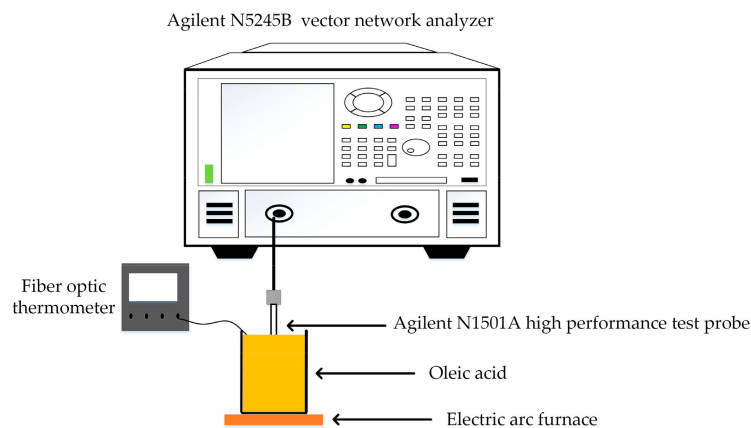 Agilent N5245B vector network analyzer
Fiber optic
thermometer
Agilent N1501A high performance test probe
Oleic acid
Electric arc furnace